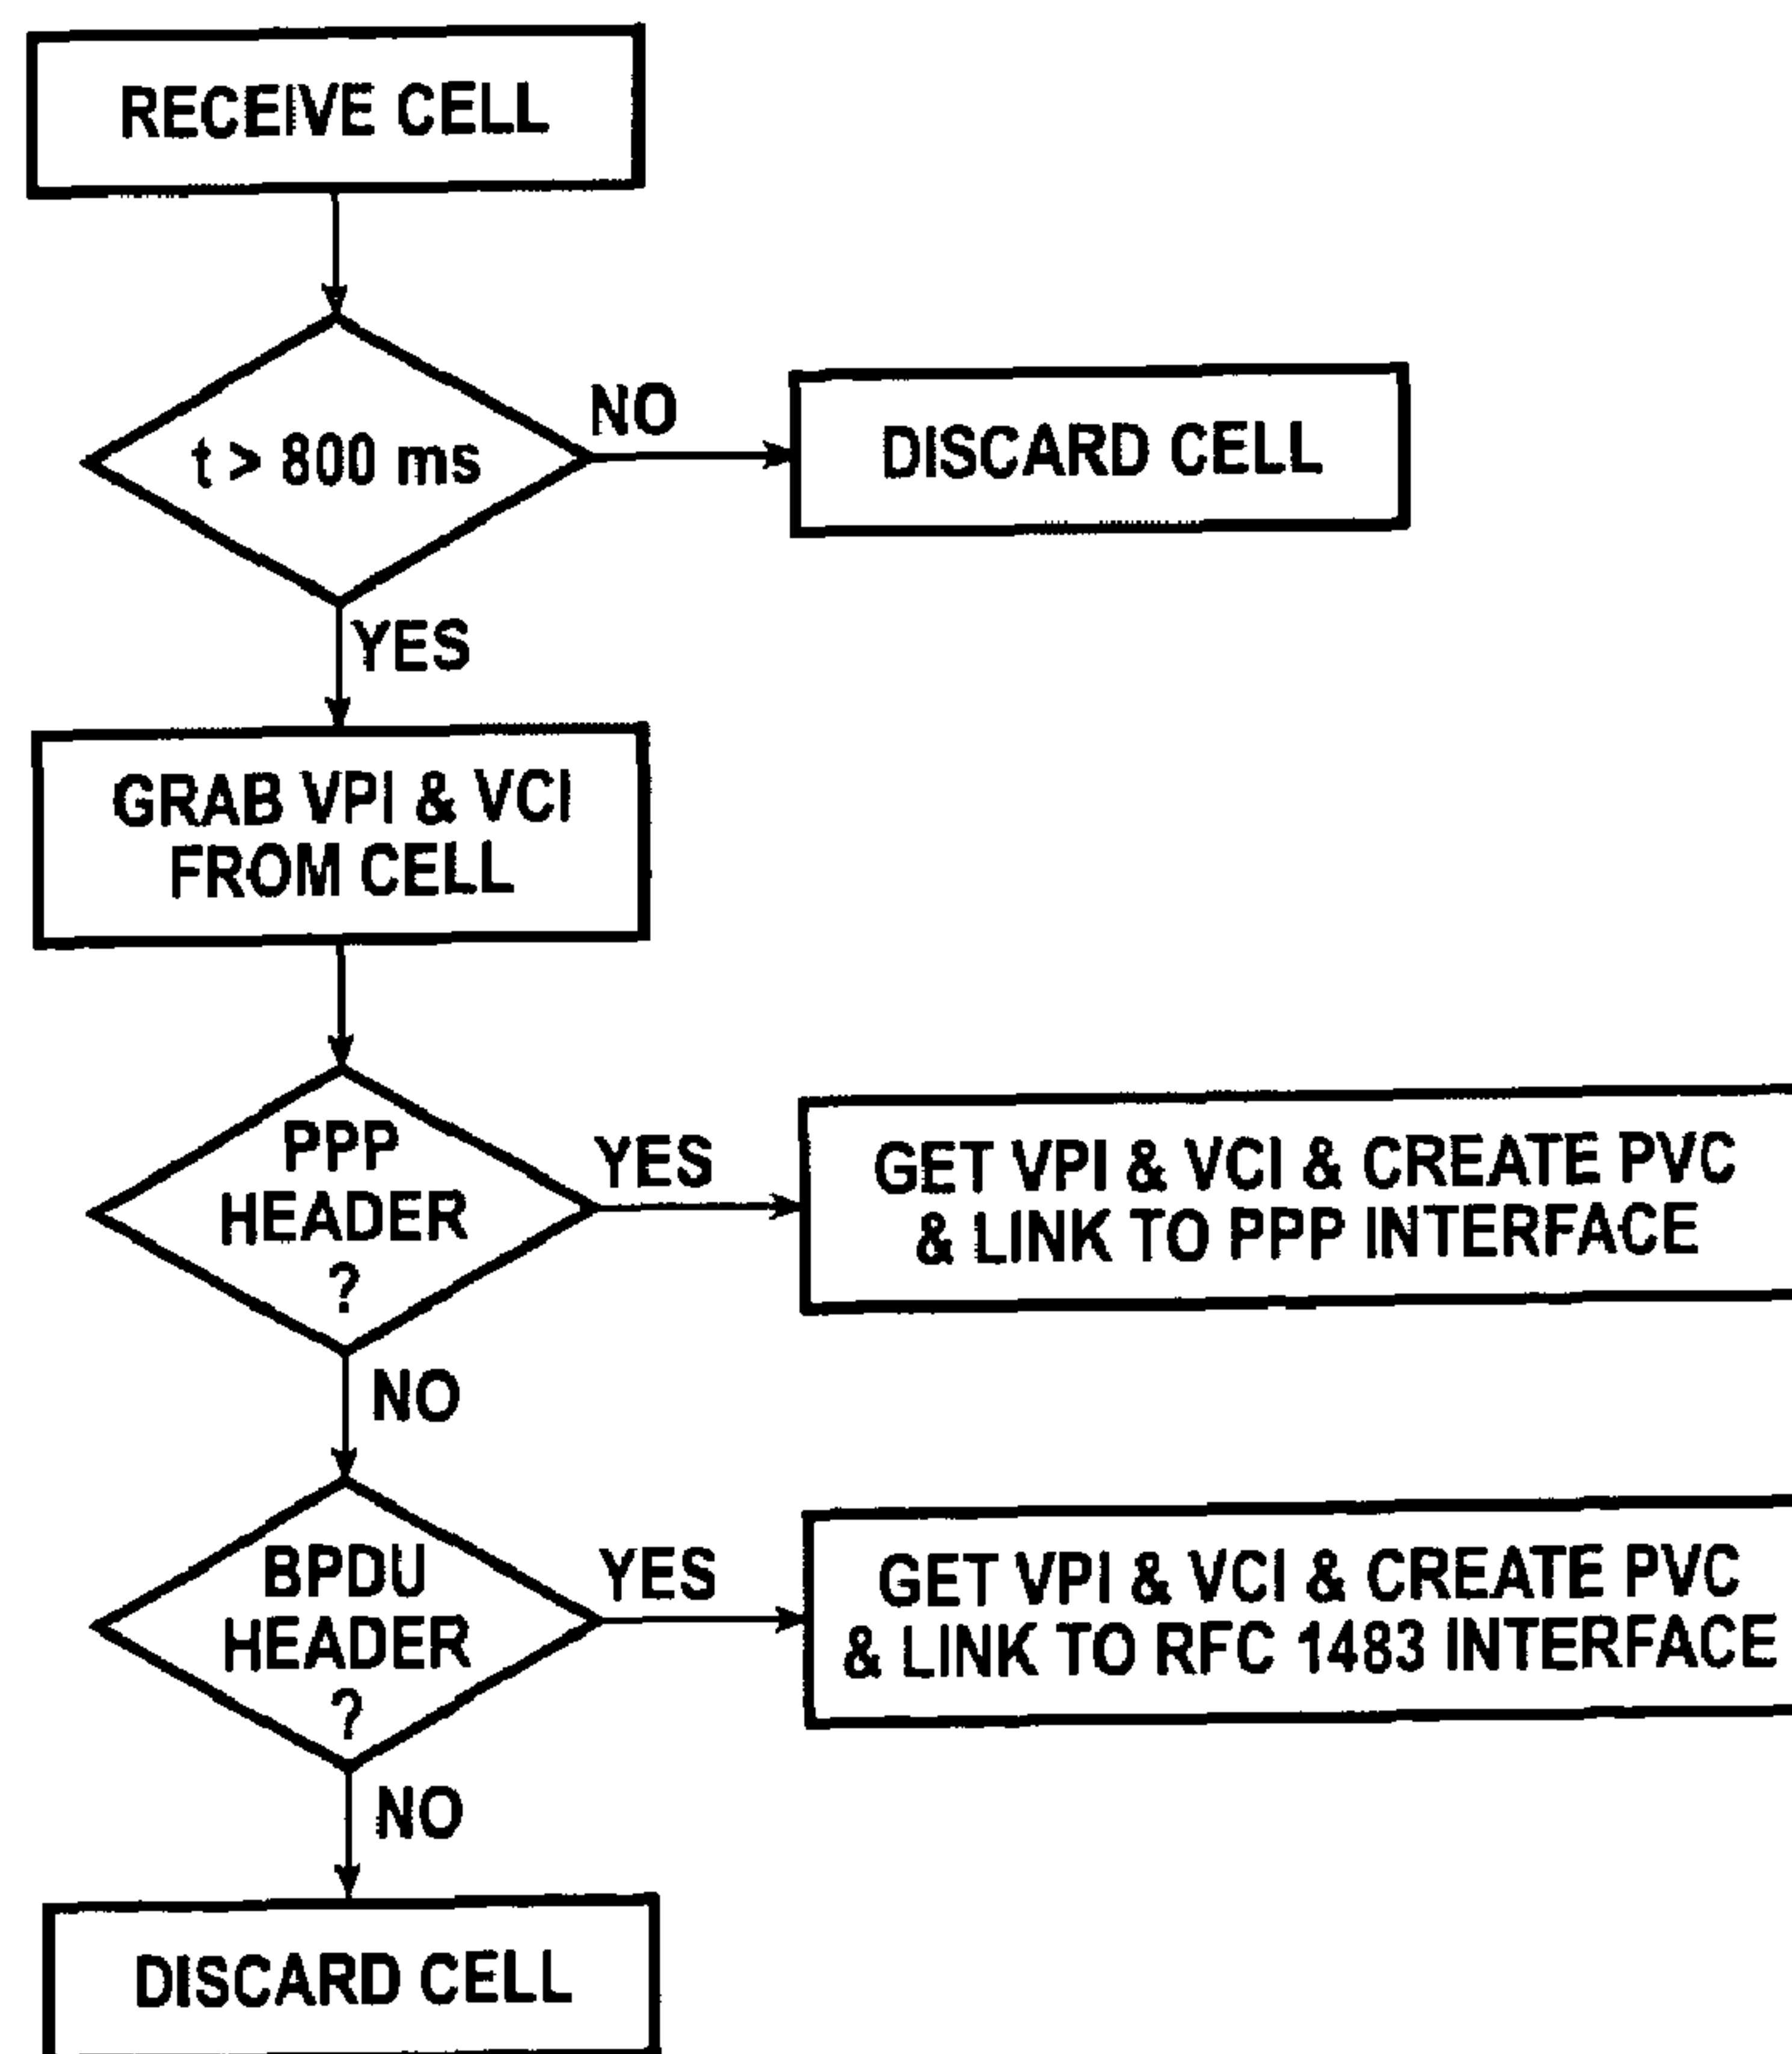 RECEIVE CELL
t > 800 ms
NO
DISCARD CELL
YES
GRAB VPI & VCI
FROM CELL
PPP
HEADER
?
YES
GET VPI & VCI & CREATE PVC
& LINK TO PPP INTERFACE
NO
BPDU
HEADER
?
YES
GET VPI & VCI & CREATE PVC
& LINK TO RFC 1483 INTERFACE
NO
DISCARD CELL